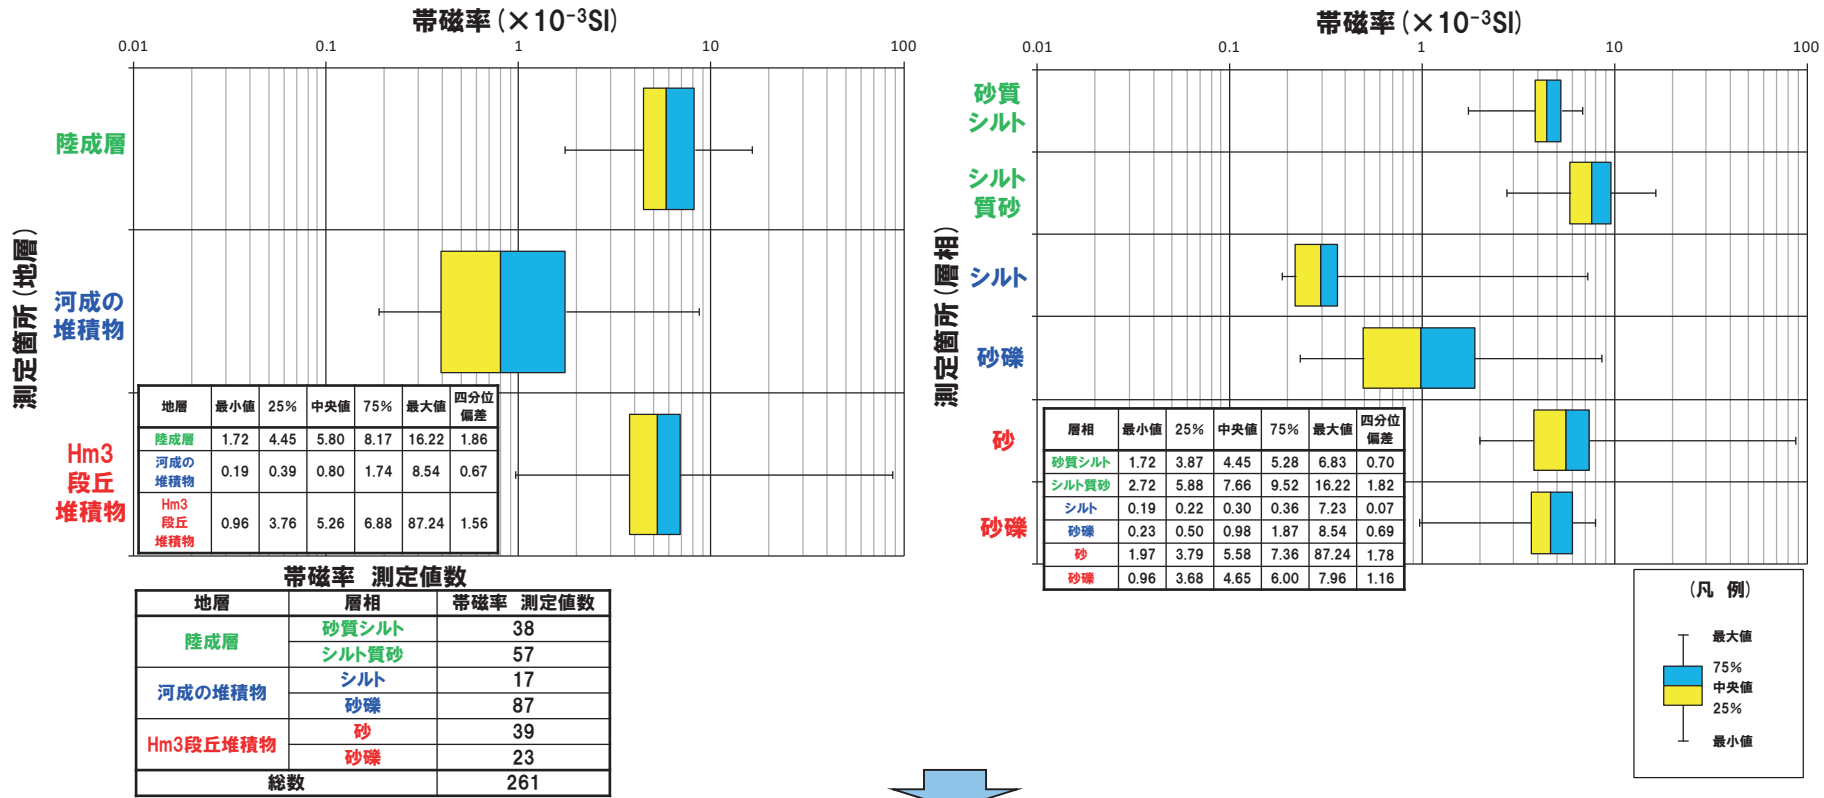 帯磁率(×10⁻³SI)
0.01 0.1 1 10 100
測定箇所(地層)
陸成層
河成の
堆積物
Hm3
段丘
堆積物
地層 最小値 25% 中央値 75% 最大値 四分位偏差
陸成層 1.72 4.45 5.80 8.17 16.22 1.86
河成の堆積物 0.19 0.39 0.80 1.74 8.54 0.67
Hm3段丘堆積物 0.96 3.76 5.26 6.88 87.24 1.56
帯磁率 測定値数
地層 層相 帯磁率 測定値数
陸成層 砂質シルト 38
シルト質砂 57
河成の堆積物 シルト 17
砂礫 87
Hm3段丘堆積物 砂 39
砂礫 23
総数 261
帯磁率(×10⁻³SI)
0.01 0.1 1 10 100
測定箇所(層相)
砂質
シルト
シルト
質砂
シルト
砂礫
砂
砂礫
層相 最小値 25% 中央値 75% 最大値 四分位偏差
砂質シルト 1.72 3.87 4.45 5.28 6.83 0.70
シルト質砂 2.72 5.88 7.66 9.52 16.22 1.82
シルト 0.19 0.22 0.30 0.36 7.23 0.07
砂礫 0.23 0.50 0.98 1.87 8.54 0.69
砂 1.97 3.79 5.58 7.36 87.24 1.78
砂礫 0.96 3.68 4.65 6.00 7.96 1.16
(凡 例)
最大値
75%
中央値
25%
最小値